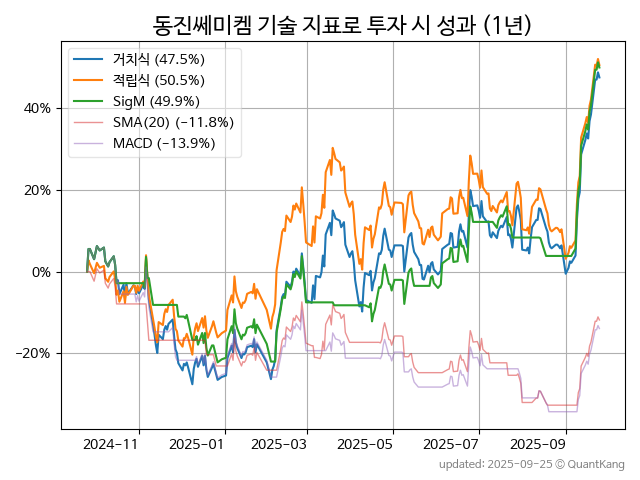 동진쎄미켐 기술 지표로 투자 시 성과 (1년)
거치식 (47.5%)
적립식 (50.5%)
SigM (49.9%)
SMA(20) (−11.8%)
MACD (−13.9%)
40%
20%
0%
−20%
2024-11
2025-01
2025-03
2025-05
2025-07
2025-09
updated: 2025-09-25 © QuantKang